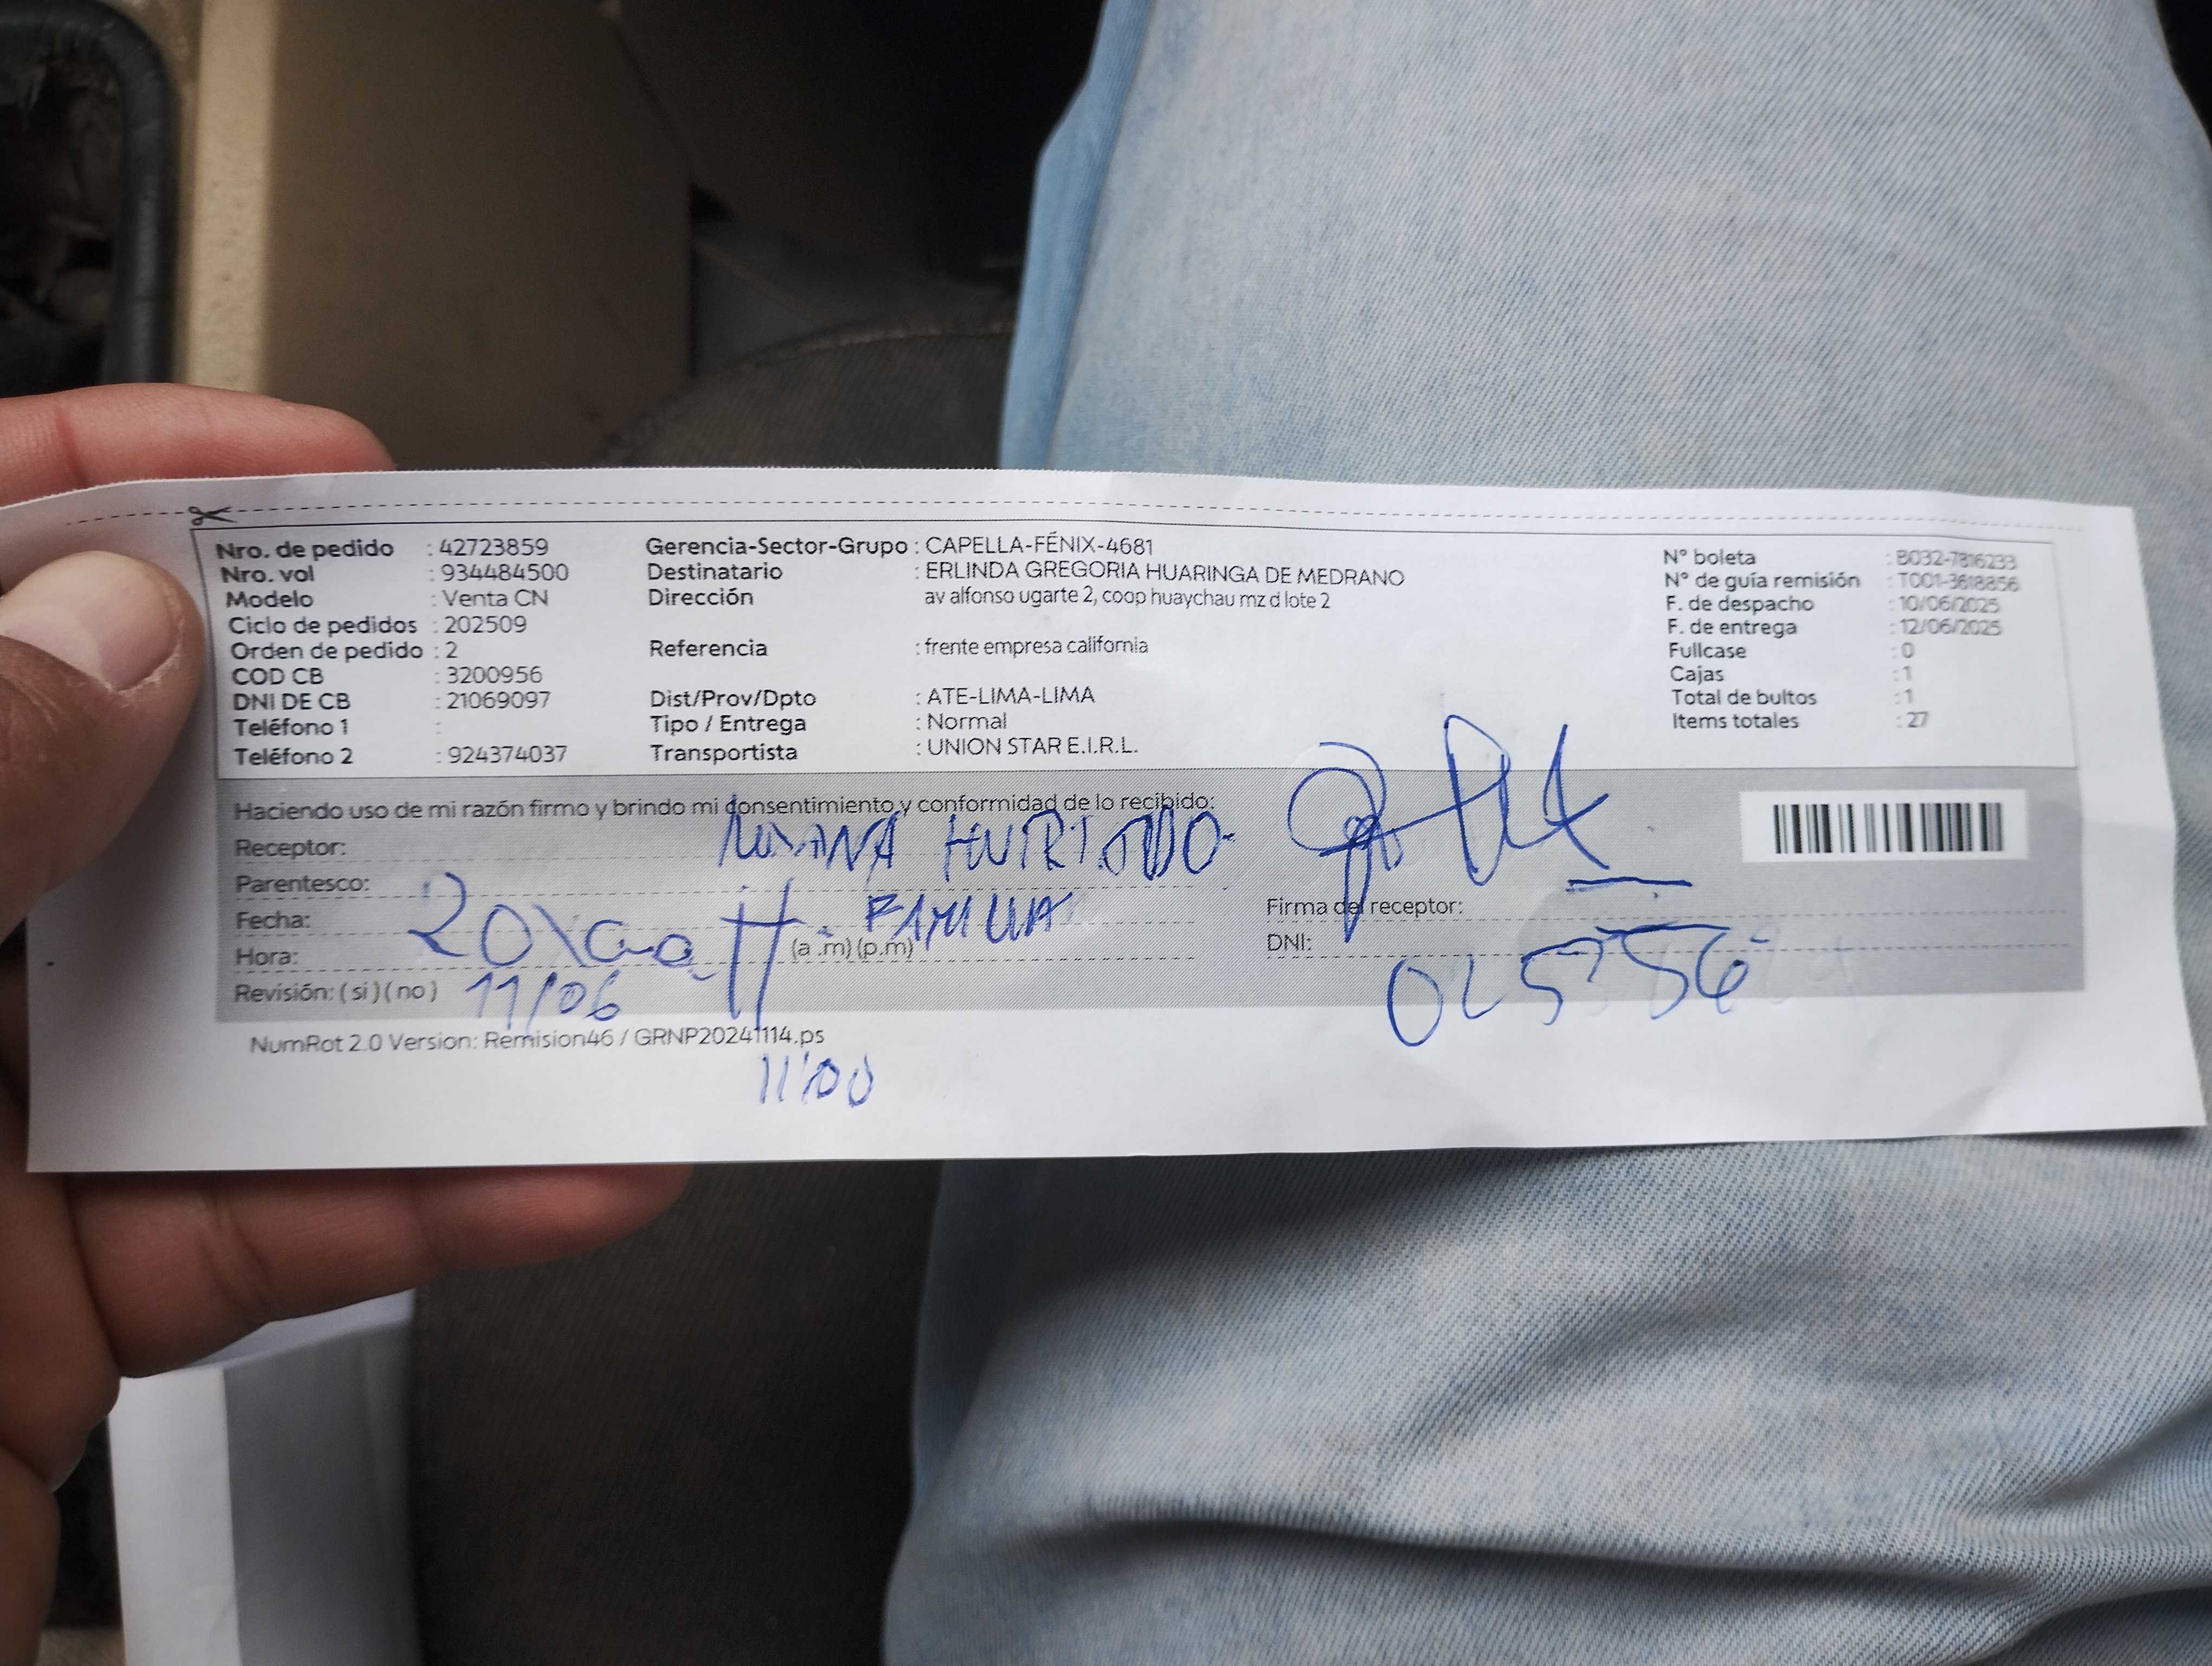 Nro. de pedido : 42723859 Gerencia-Sector-Grupo : CAPELLA-FÉNIX-4681 N° boleta : B032-7816233
Nro. vol : 934484500 Destinatario : ERLINDA GREGORIA HUARINGA DE MEDRANO N° de guía remisión : T001-3618856
Modelo : Venta CN Dirección av alfonso ugarte 2, coop huaychau mz d lote 2 F. de despacho : 10/06/2025
Ciclo de pedidos : 202509 F. de entrega : 12/06/2025
Orden de pedido : 2 Referencia : frente empresa california Fullcase : 0
COD CB : 3200956 Cajas : 1
DNI DE CB : 21069097 Dist/Prov/Dpto : ATE-LIMA-LIMA Total de bultos : 1
Teléfono 1 : Tipo / Entrega : Normal Items totales : 27
Teléfono 2 : 924374037 Transportista : UNION STAR E.I.R.L.
Haciendo uso de mi razón firmo y brindo mi consentimiento y conformidad de lo recibido:
Receptor: HURTADO
Parentesco: FAMILIA
Fecha: Firma del receptor:
Hora: (a .m) (p.m) DNI:
Revisión: ( si ) ( no ) 11/06
NumRot 2.0 Version: Remision46 / GRNP20241114.ps
11:00